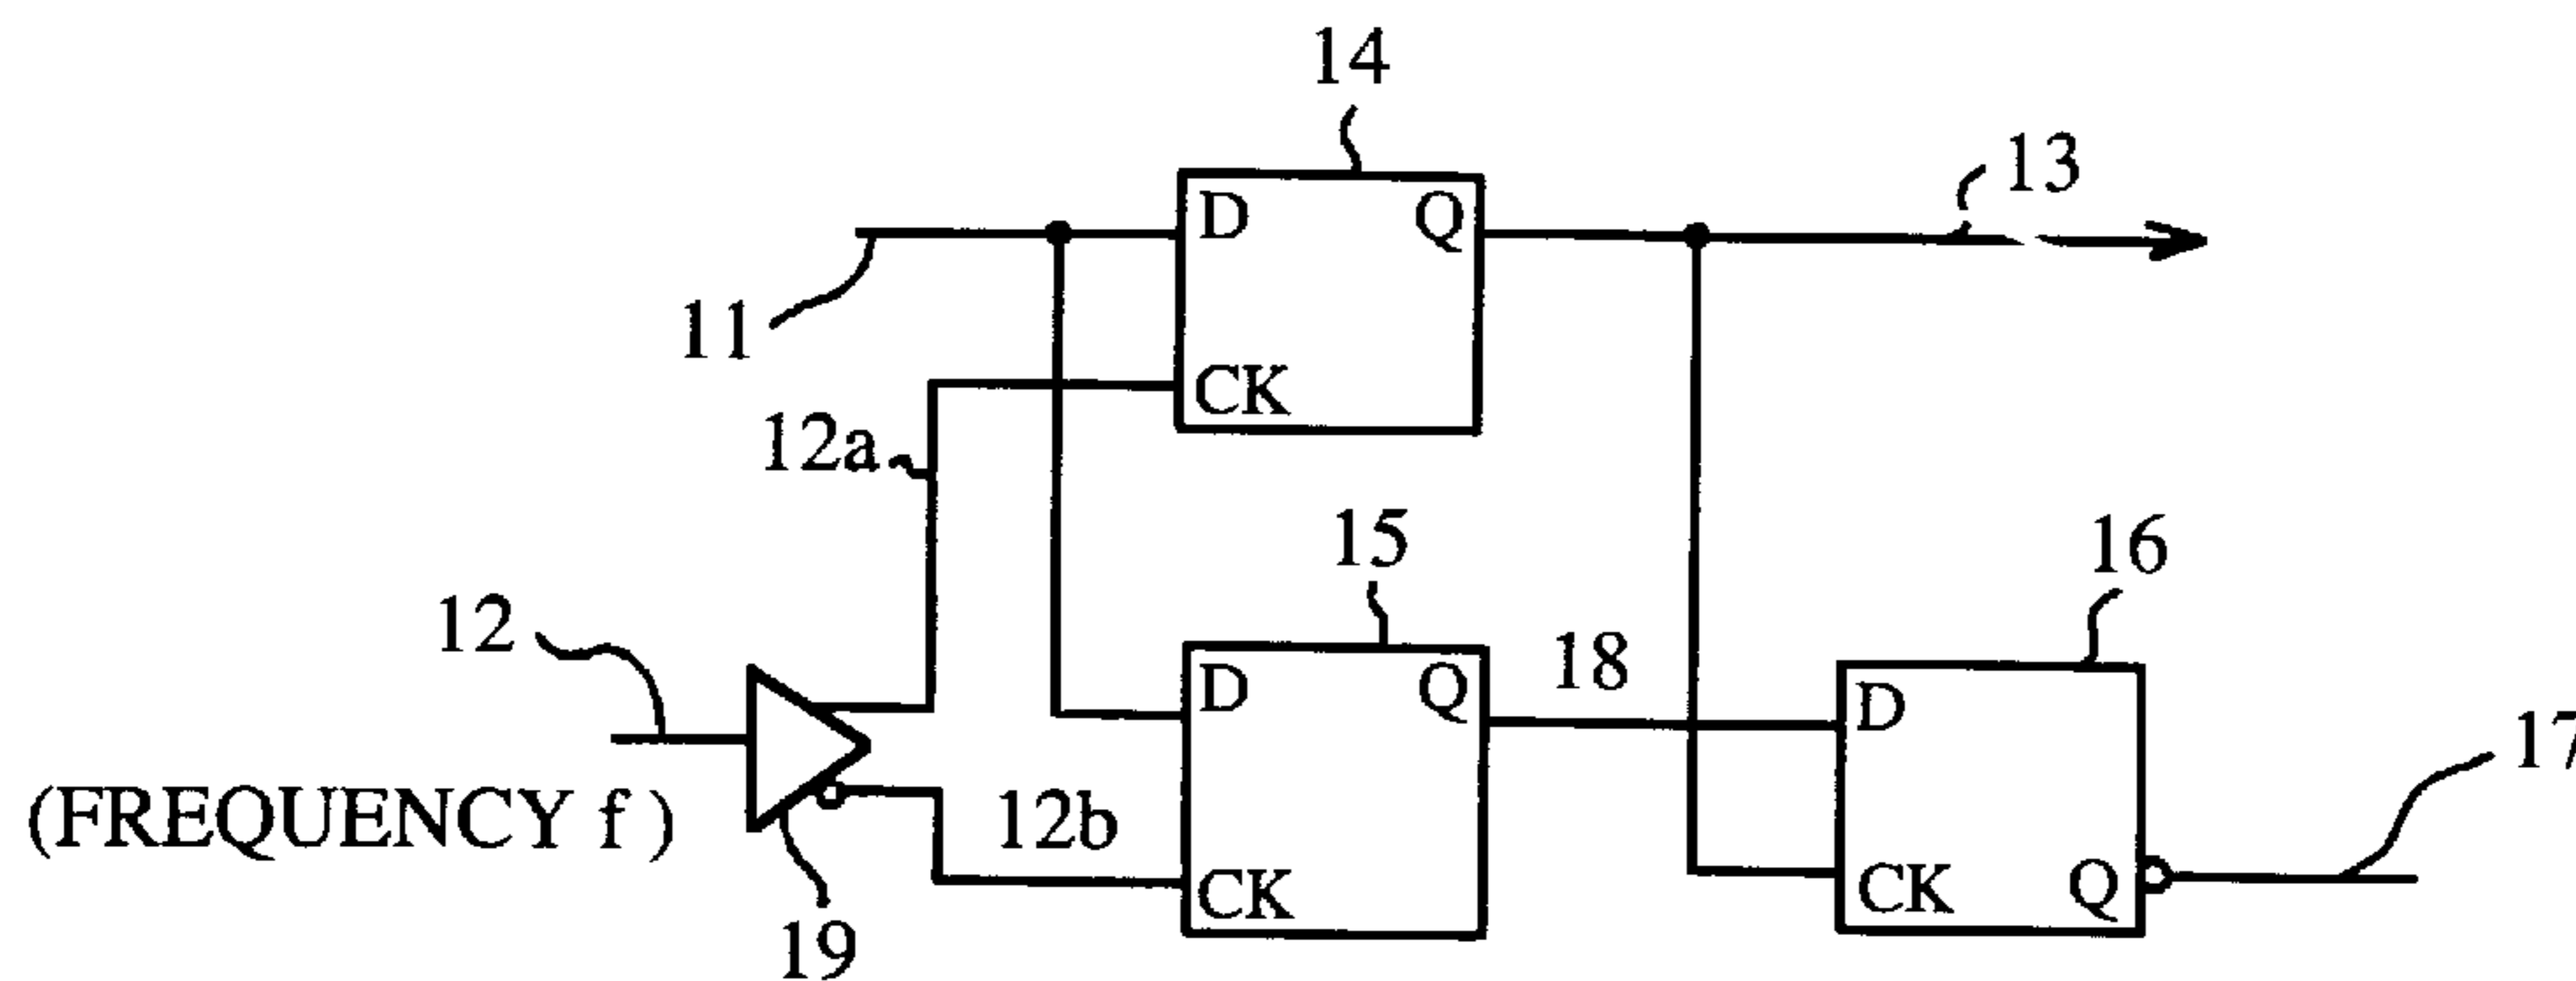 14
13
D Q
11
CK
12a
15
16
12
18
D Q
D
17
(FREQUENCY f )
12b
CK
CK Q
19